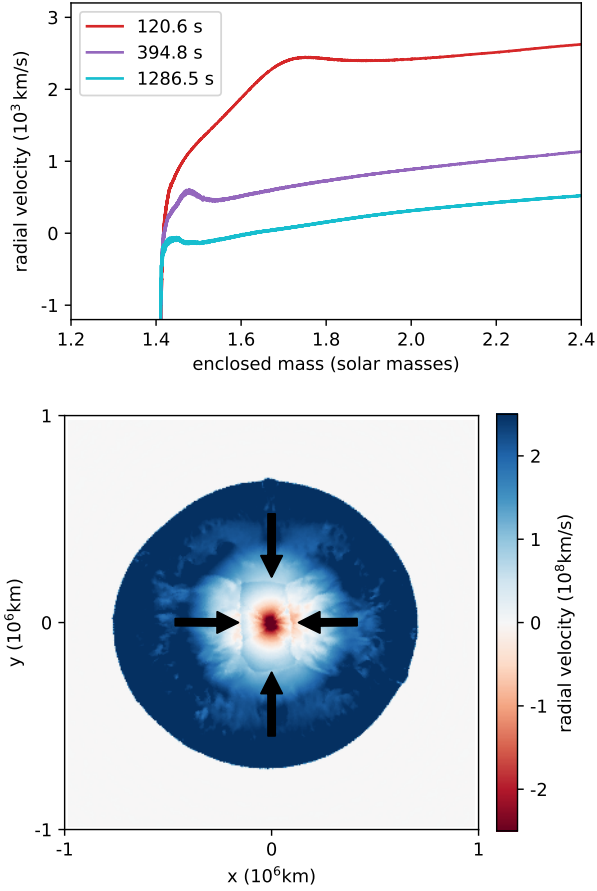 120.6 s
394.8 s
1286.5 s
radial velocity (10³ km/s)
3
2
1
0
-1
1.2 1.4 1.6 1.8 2.0 2.2 2.4
enclosed mass (solar masses)
y (10⁶km)
1
0
-1
-1 0 1
x (10⁶km)
2
1
0
-1
-2
radial velocity (10⁸km/s)